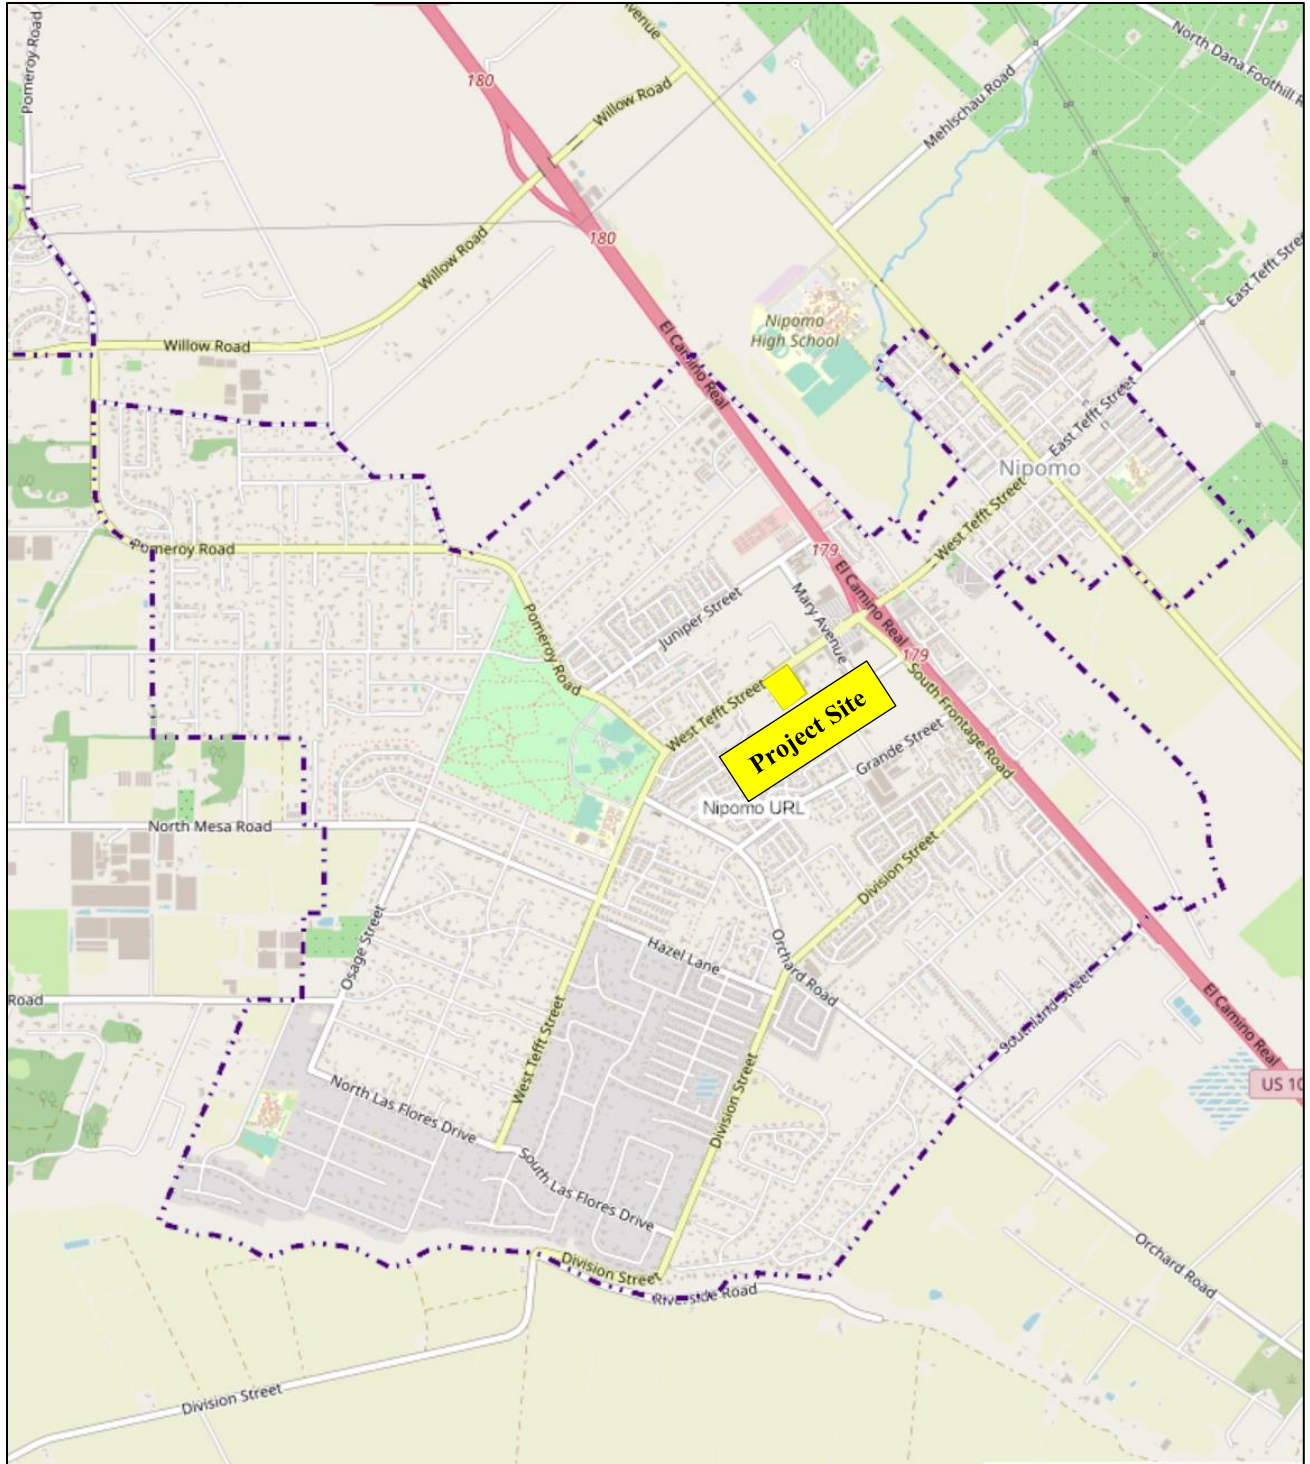 Pomeroy Road
180
Willow Road
venue
Mehlschau Road
North Dana Foothill R
180
Willow Road
Nipomo
High School
East Tefft Stree
Willow Road
El Camino Real
East Tefft Street
Nipomo
West Tefft Street
Pomeroy Road
179
El Camino Real
Mary Avenue
Juniper Street
Pomeroy Road
179
South Frontage Road
West Tefft Street
Project Site
Grande Street
Nipomo URL
North Mesa Road
Division Street
Osage Street
Hazel Lane
Orchard Road
Road
El Camino Real
Southland Street
US 10
West Tefft Street
Division Street
North Las Flores Drive
South Las Flores Drive
Orchard Road
Division Street
Riverside Road
Division Street